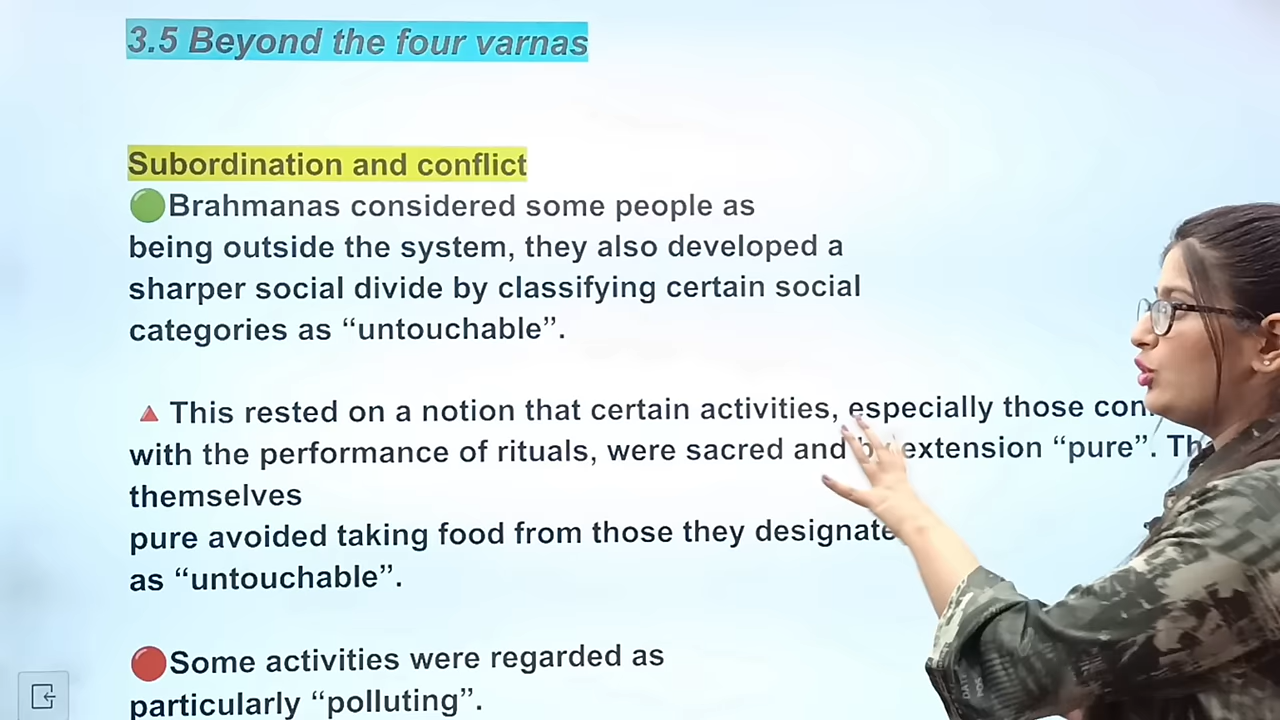 3.5 Beyond the four varnas
Subordination and conflict
Brahmanas considered some people as
being outside the system, they also developed a
sharper social divide by classifying certain social
categories as “untouchable”.
This rested on a notion that certain activities, especially those
with the performance of rituals, were sacred and by extension “pure”.
themselves
pure avoided taking food from those they
as “untouchable”.
Some activities were regarded as
particularly “polluting”.